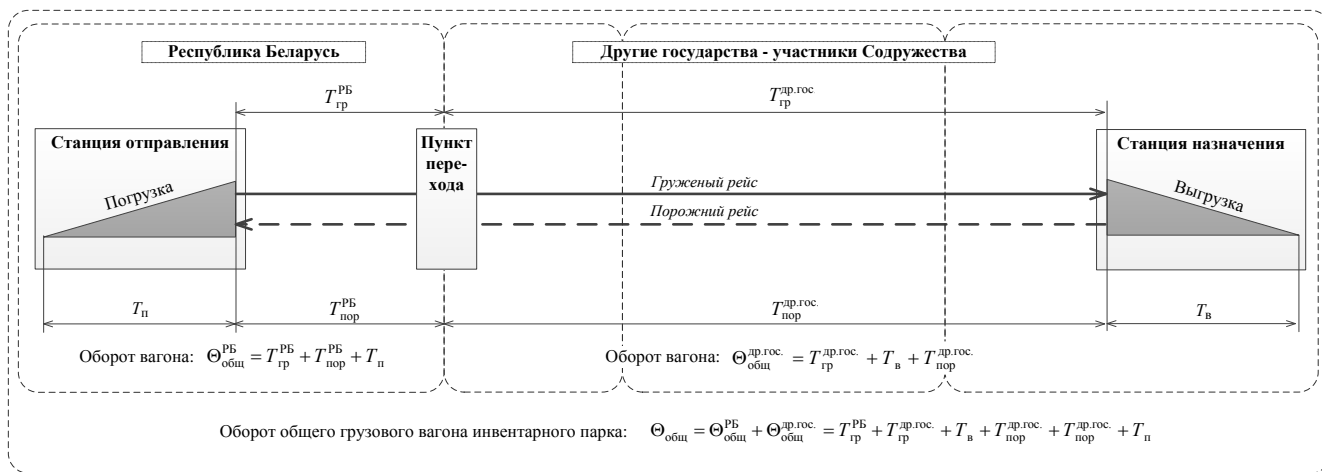 Республика Беларусь
Другие государства - участники Содружества
T_гр^РБ
T_гр^др.гос
Станция отправления
Пункт
пере-
хода
Станция назначения
Погрузка
Груженый рейс
Порожний рейс
Выгрузка
T_п
T_пор^РБ
T_пор^др.гос.
T_в
Оборот вагона: Θ_общ^РБ = T_гр^РБ + T_пор^РБ + T_п
Оборот вагона: Θ_общ^др.гос. = T_гр^др.гос. + T_в + T_пор^др.гос.
Оборот общего грузового вагона инвентарного парка: Θ_общ = Θ_общ^РБ + Θ_общ^др.гос. = T_гр^РБ + T_гр^др.гос. + T_в + T_пор^др.гос. + T_пор^др.гос. + T_п